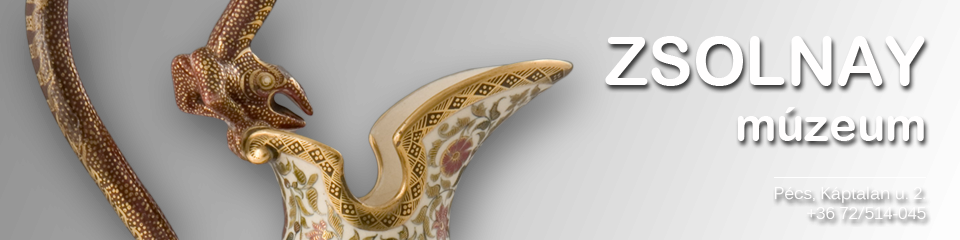 ZSOLNAY
múzeum
Pécs, Káptalan u. 2.
+36 72/514-045